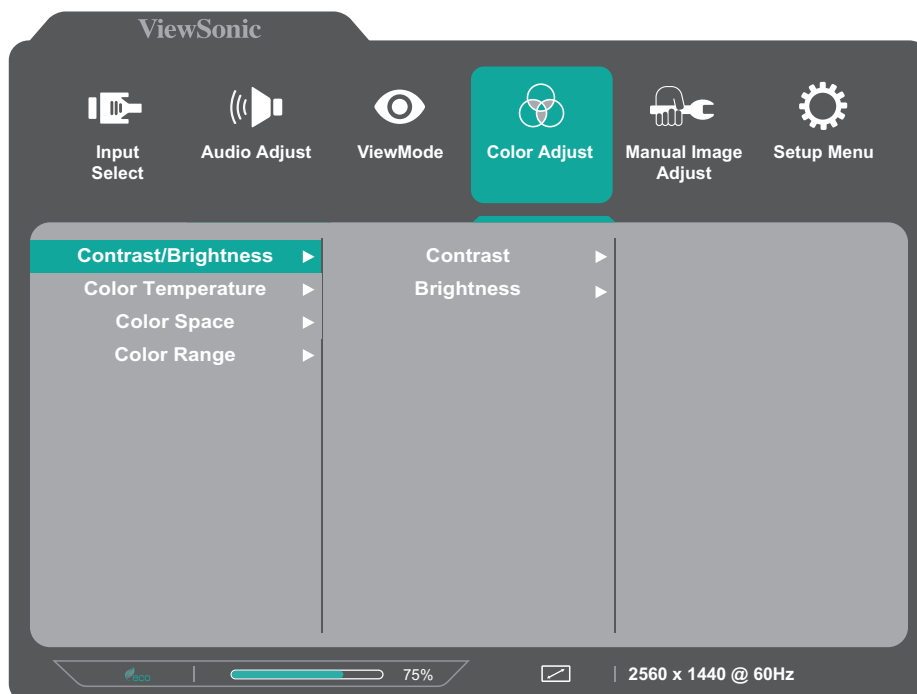 ViewSonic
Input
Select
Audio Adjust
ViewMode
Color Adjust
Manual Image
Adjust
Setup Menu
Contrast/Brightness
Color Temperature
Color Space
Color Range
Contrast
Brightness
eco
75%
2560 x 1440 @ 60Hz